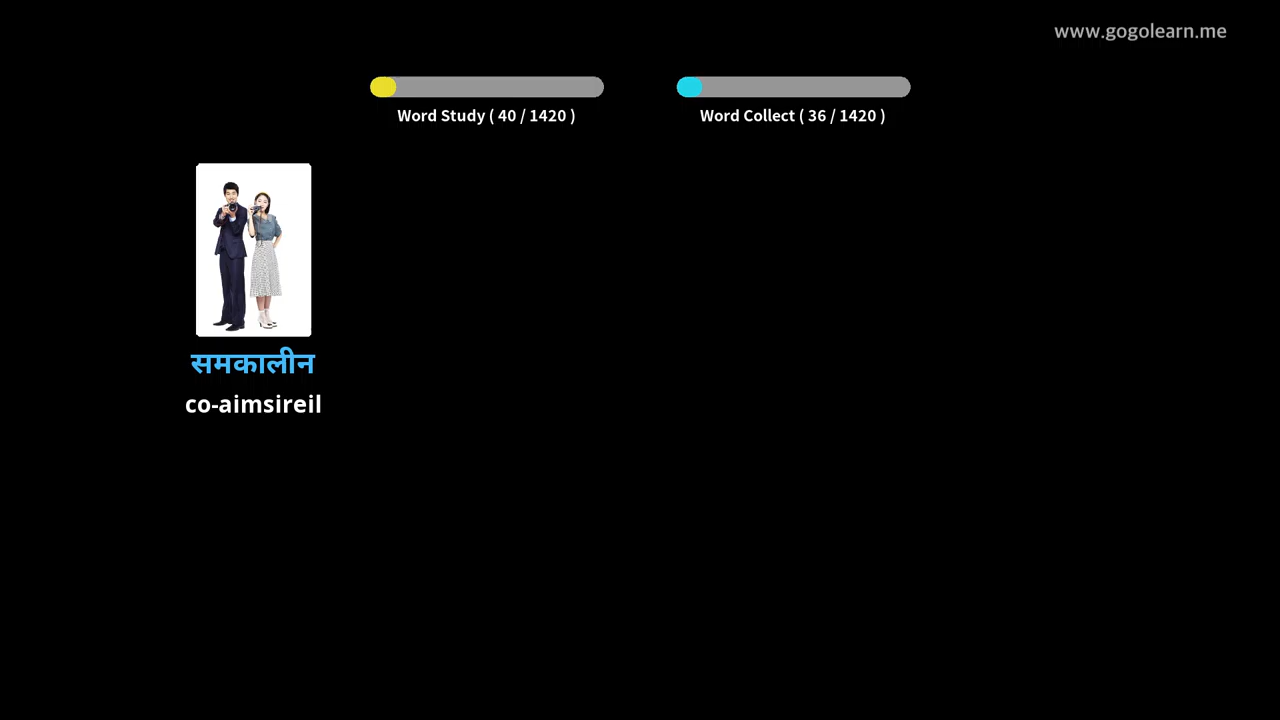 www.gogolearn.me
Word Study ( 40 / 1420 )
Word Collect ( 36 / 1420 )
समकालीन
co-aimsireil